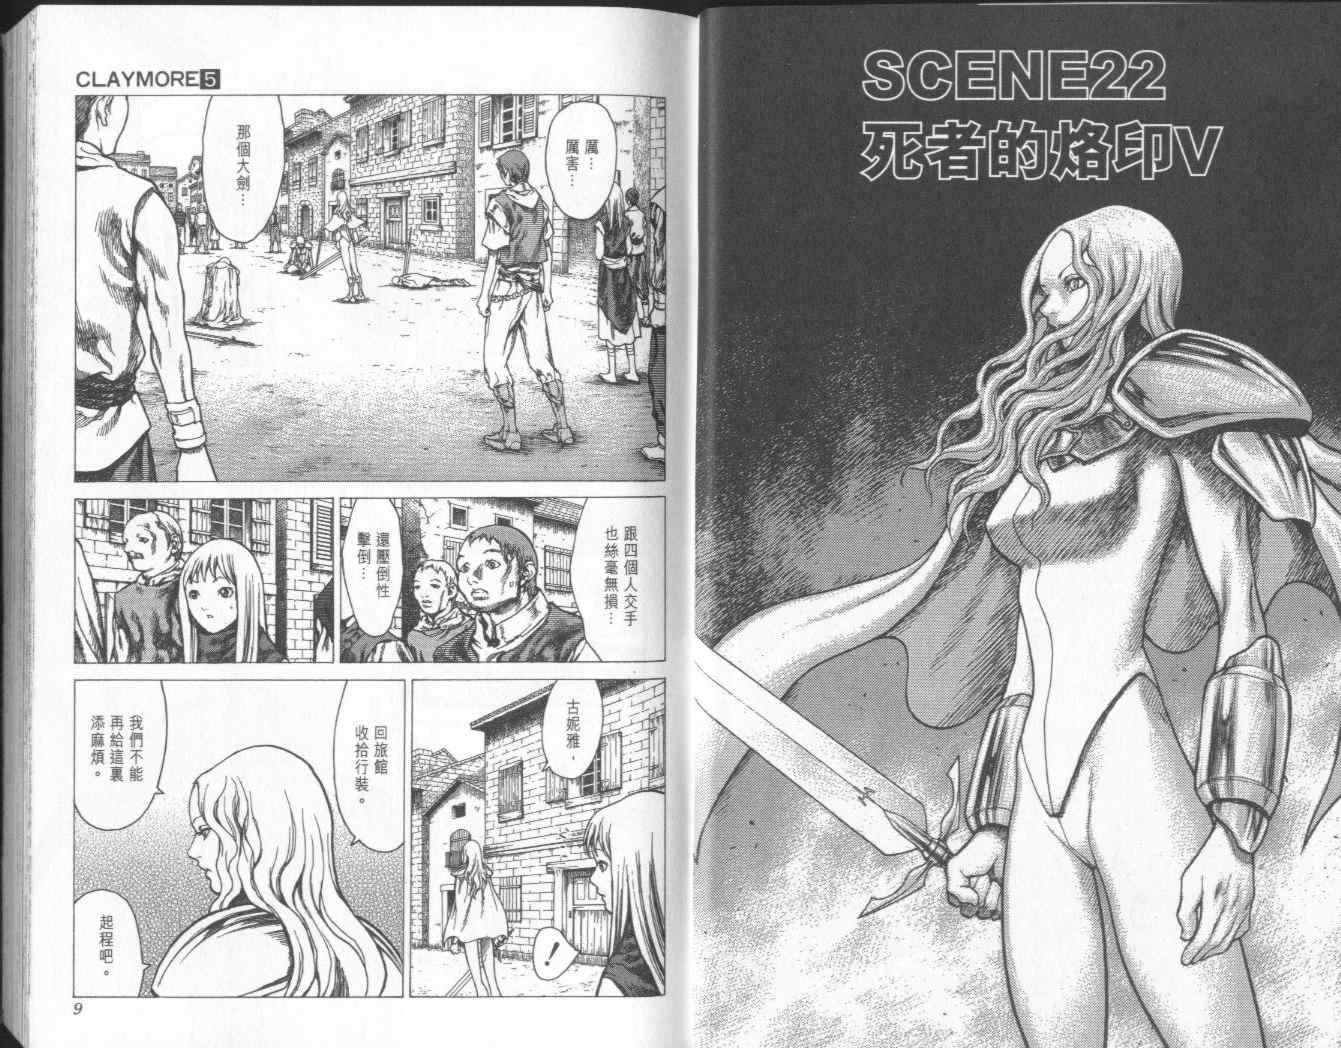 SCENE22
死者的烙印V
CLAYMORE5
厲…
厲害…
那個大劍…
跟四個人交手
也絲毫無損…
還壓倒性
擊倒…
古妮雅，
!
回旅館
收拾行裝。
我們不能
再給這裏
添麻煩。
起程吧。
9